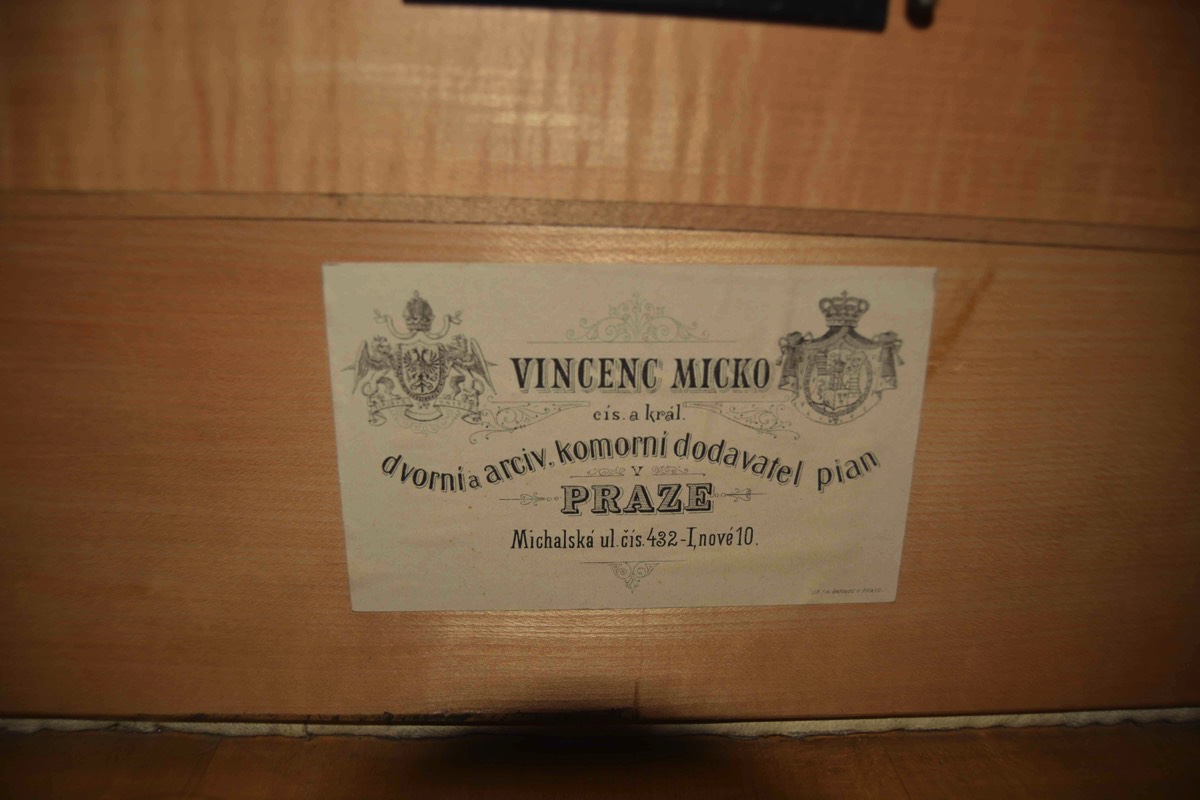 VINCENC MICKO
cís. a král.
dvorní a arciv. komorní dodavatel pian
v
PRAZE
Michalská ul. čís. 432-I, nové 10.